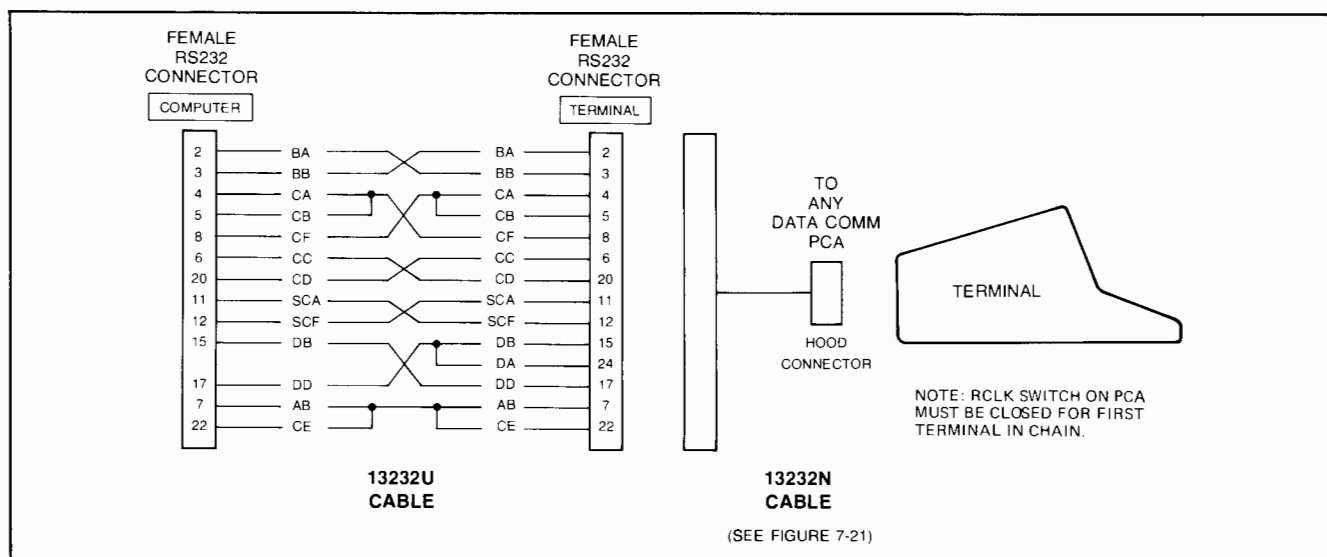 FEMALE
RS232
CONNECTOR
COMPUTER
FEMALE
RS232
CONNECTOR
TERMINAL
2 BA BA 2
3 BB BB 3
4 CA CA 4
5 CB CB 5
8 CF CF 8
6 CC CC 6
20 CD CD 20
11 SCA SCA 11
12 SCF SCF 12
15 DB DB 15
DA 24
17 DD DD 17
7 AB AB 7
22 CE CE 22
13232U
CABLE
TO
ANY
DATA COMM
PCA
HOOD
CONNECTOR
TERMINAL
NOTE: RCLK SWITCH ON PCA
MUST BE CLOSED FOR FIRST
TERMINAL IN CHAIN.
13232N
CABLE
(SEE FIGURE 7-21)